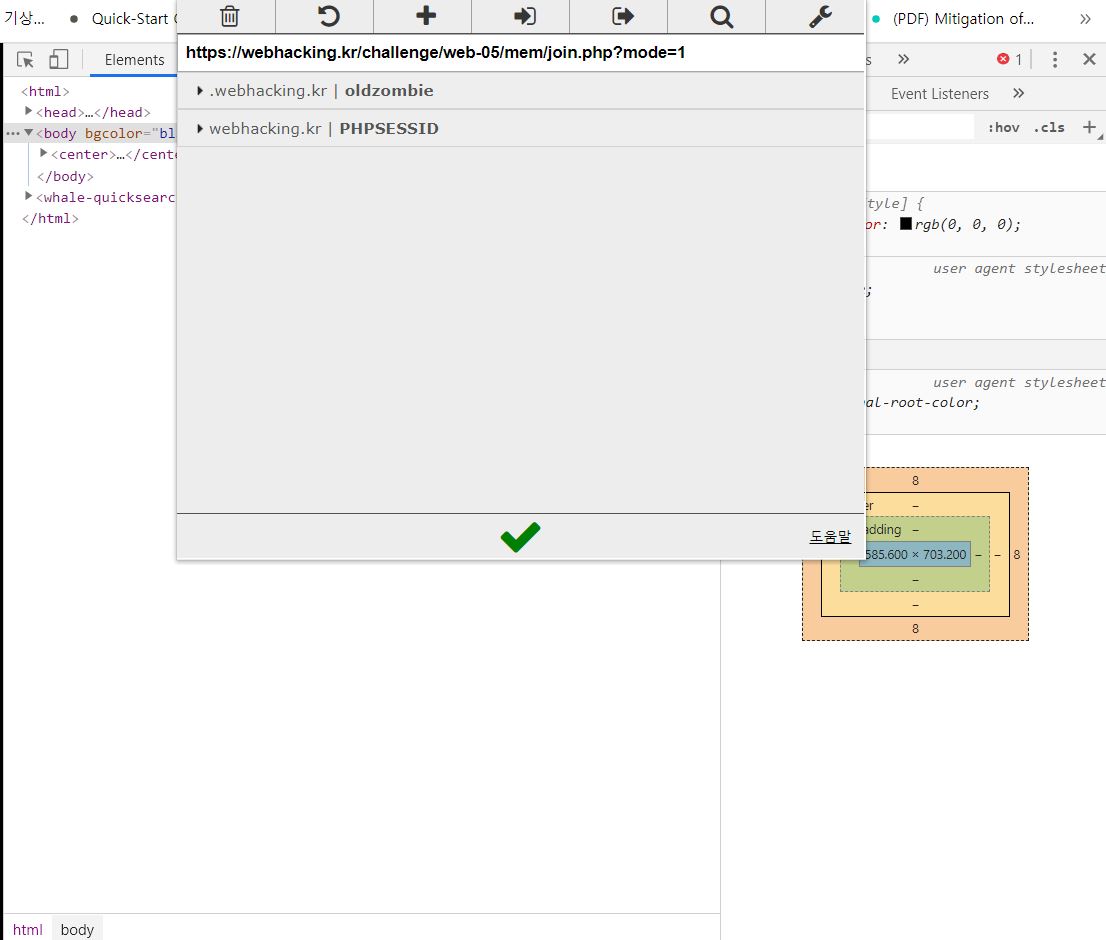 기상...
Quick-Start
(PDF) Mitigation of...
»
Elements
»
1
https://webhacking.kr/challenge/web-05/mem/join.php?mode=1
.webhacking.kr | oldzombie
webhacking.kr | PHPSESSID
<html>
<head>…</head>
<body bgcolor="bl
<center>…</cente
</body>
<whale-quicksearc
</html>
Event Listeners
»
:hov
.cls
+
tyle] {
or: rgb(0, 0, 0);
user agent stylesheet
;
user agent stylesheet
al-root-color;
도움말
8
er –
adding –
585.600 × 703.200
–
–
8
–
–
8
html
body